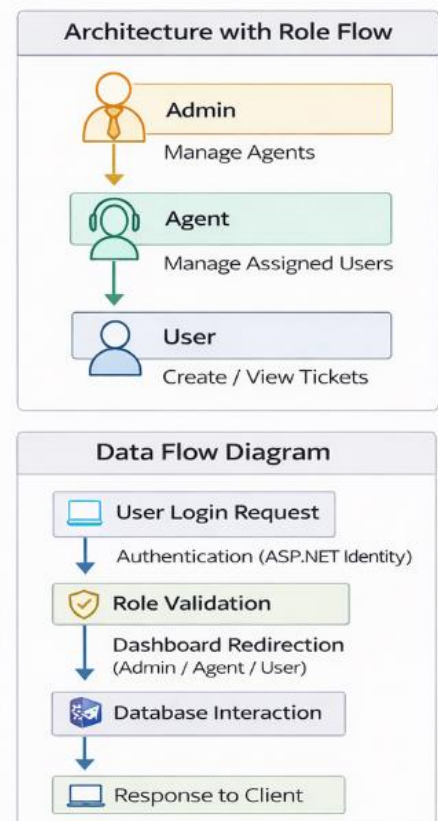 Architecture with Role Flow
Admin
Manage Agents
Agent
Manage Assigned Users
User
Create / View Tickets
Data Flow Diagram
User Login Request
Authentication (ASP.NET Identity)
Role Validation
Dashboard Redirection
(Admin / Agent / User)
Database Interaction
Response to Client